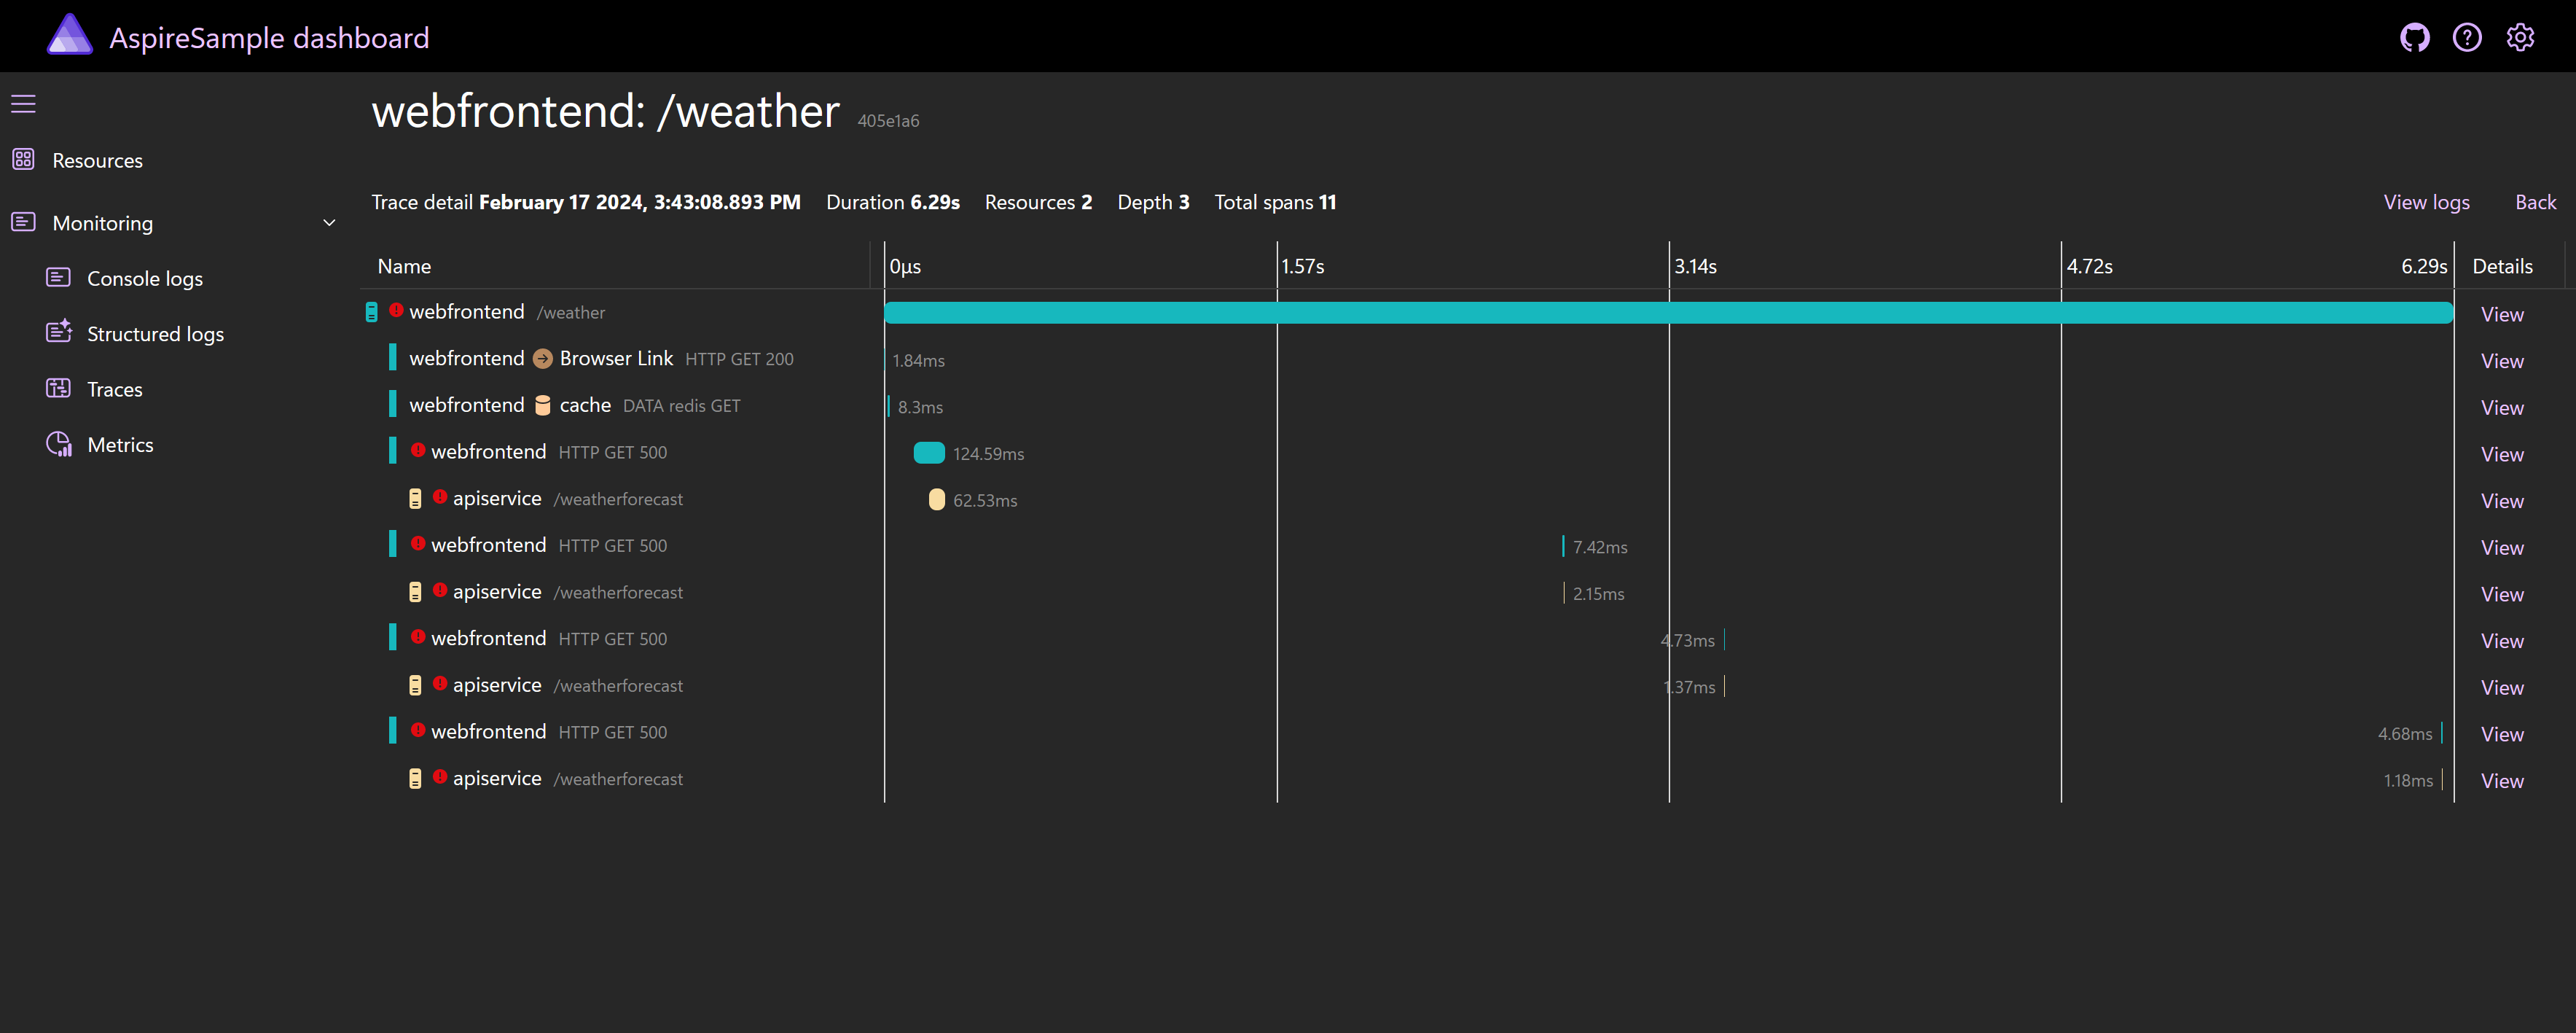 AspireSample dashboard
Resources
Monitoring
Console logs
Structured logs
Traces
Metrics
webfrontend: /weather 405e1a6
Trace detail February 17 2024, 3:43:08.893 PM Duration 6.29s Resources 2 Depth 3 Total spans 11 View logs Back
Name 0μs 1.57s 3.14s 4.72s 6.29s Details
webfrontend /weather View
webfrontend Browser Link HTTP GET 200 1.84ms View
webfrontend cache DATA redis GET 8.3ms View
webfrontend HTTP GET 500 124.59ms View
apiservice /weatherforecast 62.53ms View
webfrontend HTTP GET 500 7.42ms View
apiservice /weatherforecast 2.15ms View
webfrontend HTTP GET 500 4.73ms View
apiservice /weatherforecast 1.37ms View
webfrontend HTTP GET 500 4.68ms View
apiservice /weatherforecast 1.18ms View